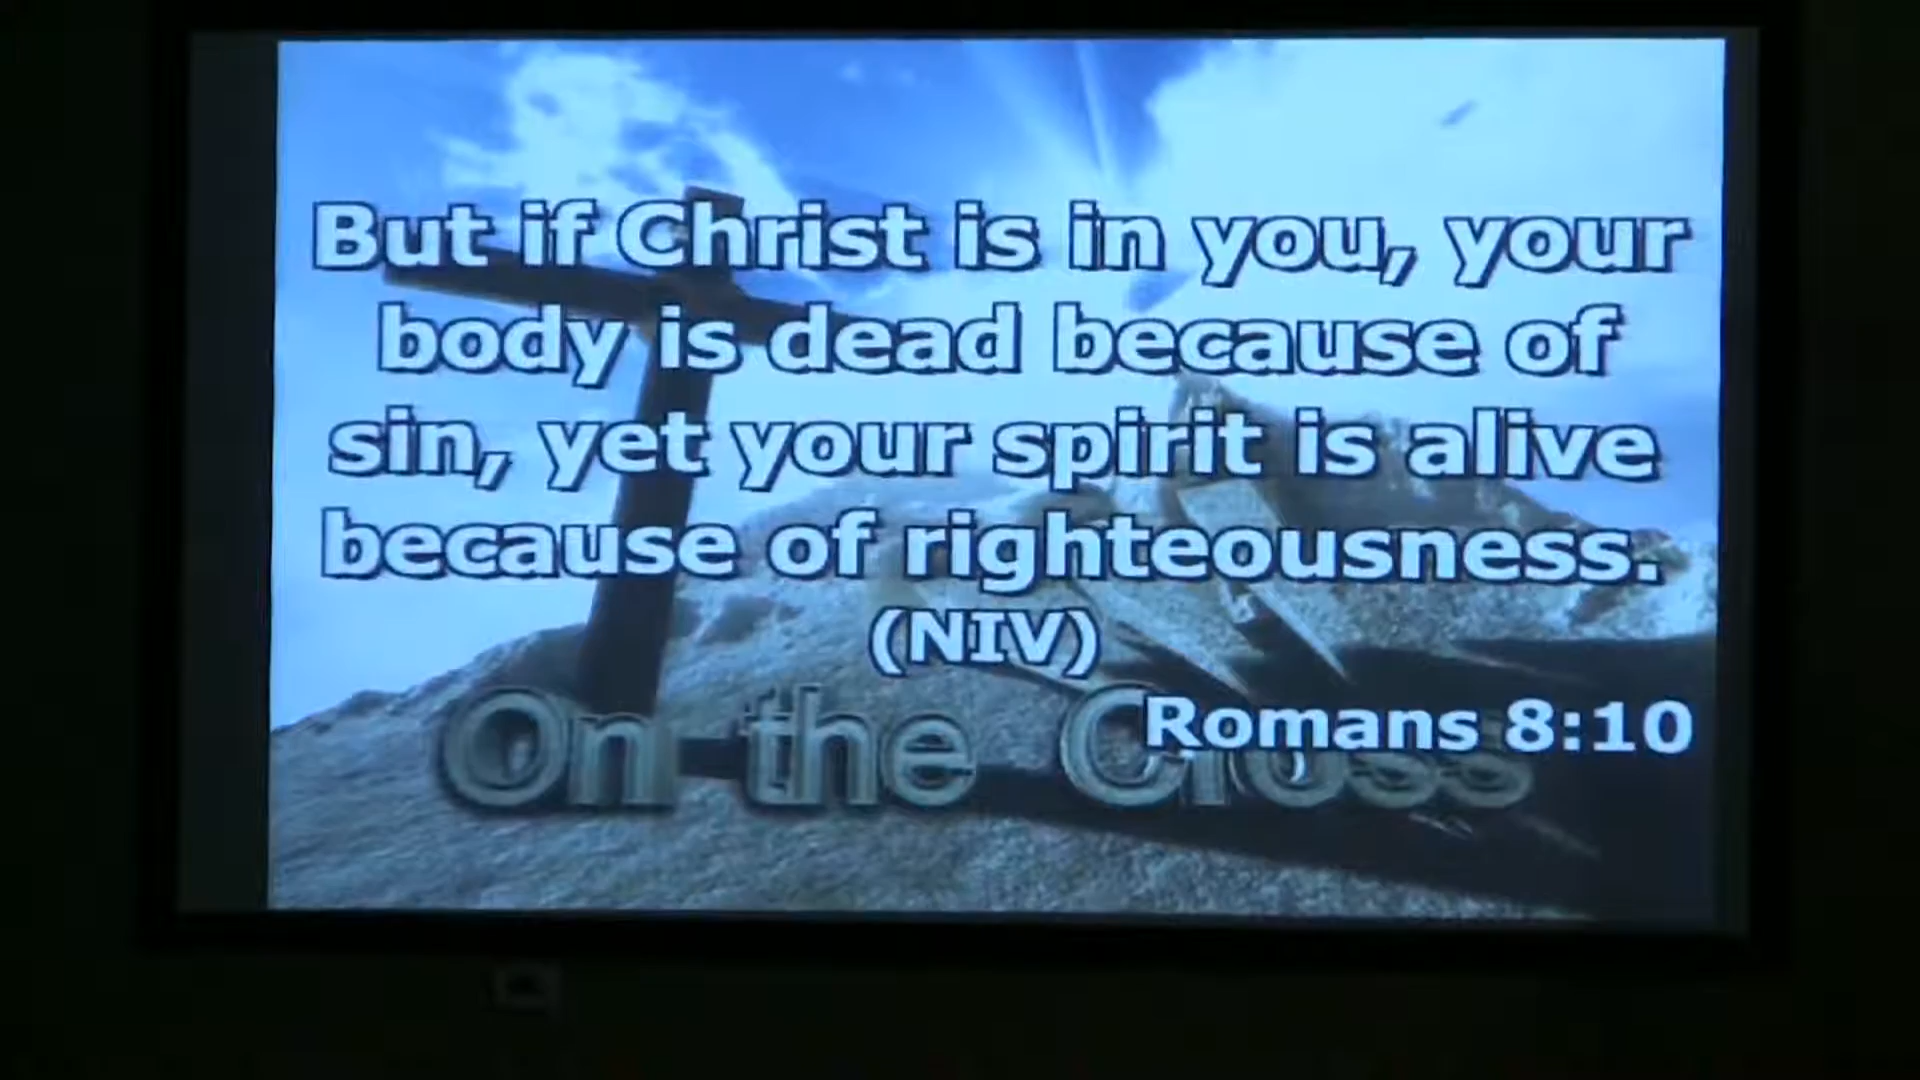 But if Christ is in you, your
body is dead because of
sin, yet your spirit is alive
because of righteousness.
(NIV)
Romans 8:10
On the Cross